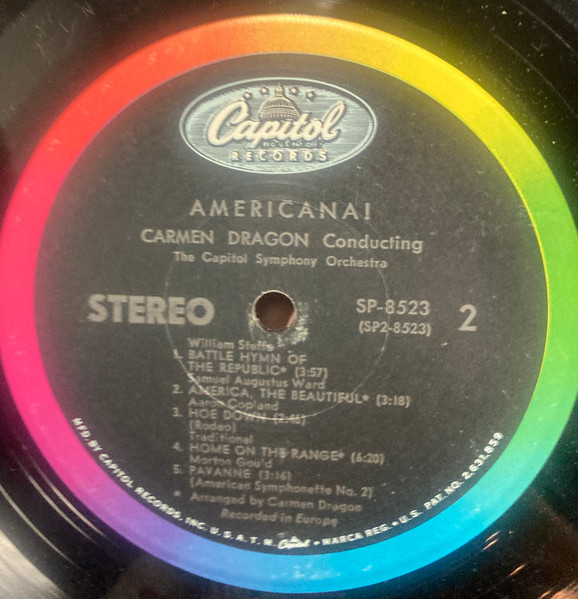 Capitol
RECORDS
AMERICANA!
CARMEN DRAGON Conducting
The Capitol Symphony Orchestra
STEREO
SP-8523
(SP2-8523)
2
William Steffe
1. BATTLE HYMN OF
THE REPUBLIC* (3:57)
Samuel Augustus Ward
2. AMERICA, THE BEAUTIFUL* (3:18)
Aaron Copland
3. HOE DOWN
(Rodeo)
Traditional
4. HOME ON THE RANGE* (6:20)
Morton Gould
5. PAVANNE (3:16)
(American Symphonette No. 2)
* Arranged by Carmen Dragon
Recorded in Europe
MFD. BY CAPITOL RECORDS, INC. U.S.A. T.M. Capitol • MARCA REG. • U.S. PAT. NO. 2,631,859